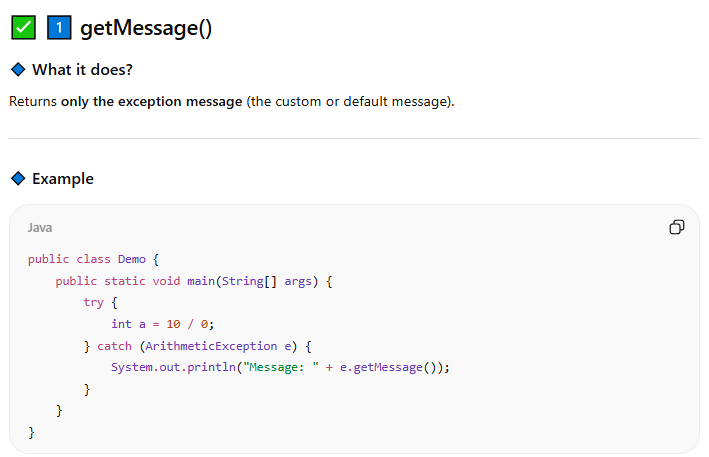 ✅ 1️⃣ getMessage()
🔷 What it does?
Returns only the exception message (the custom or default message).
🔷 Example
Java
public class Demo {
    public static void main(String[] args) {
        try {
            int a = 10 / 0;
        } catch (ArithmeticException e) {
            System.out.println("Message: " + e.getMessage());
        }
    }
}